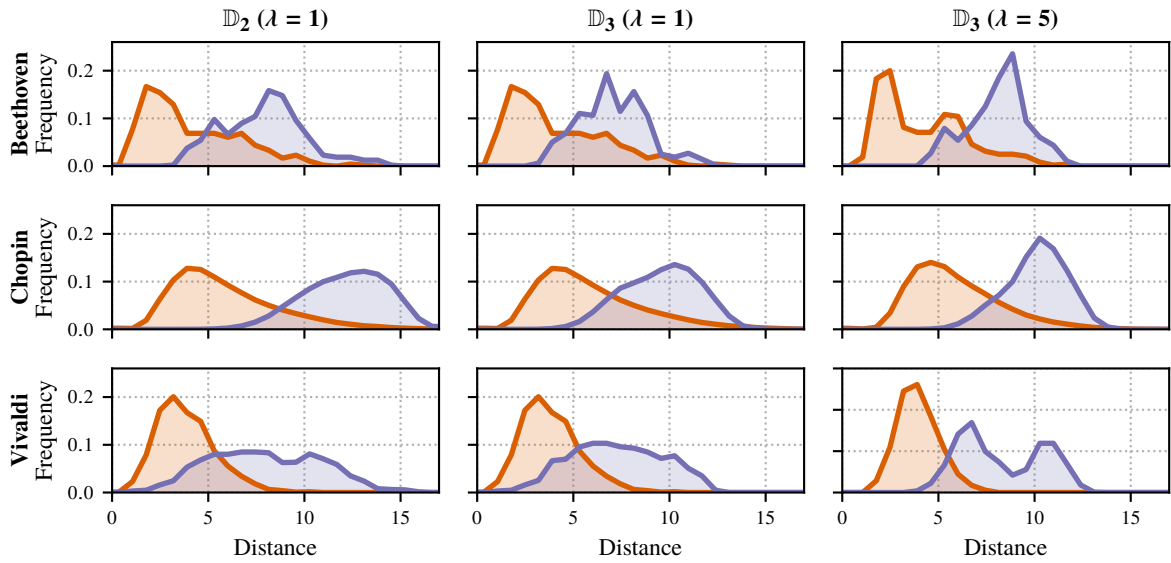 𝔻₂ (λ = 1) 𝔻₃ (λ = 1) 𝔻₃ (λ = 5)
Beethoven
Frequency
0.2
0.1
0.0
Chopin
Frequency
0.2
0.1
0.0
Vivaldi
Frequency
0.2
0.1
0.0
0 5 10 15 0 5 10 15 0 5 10 15
Distance Distance Distance